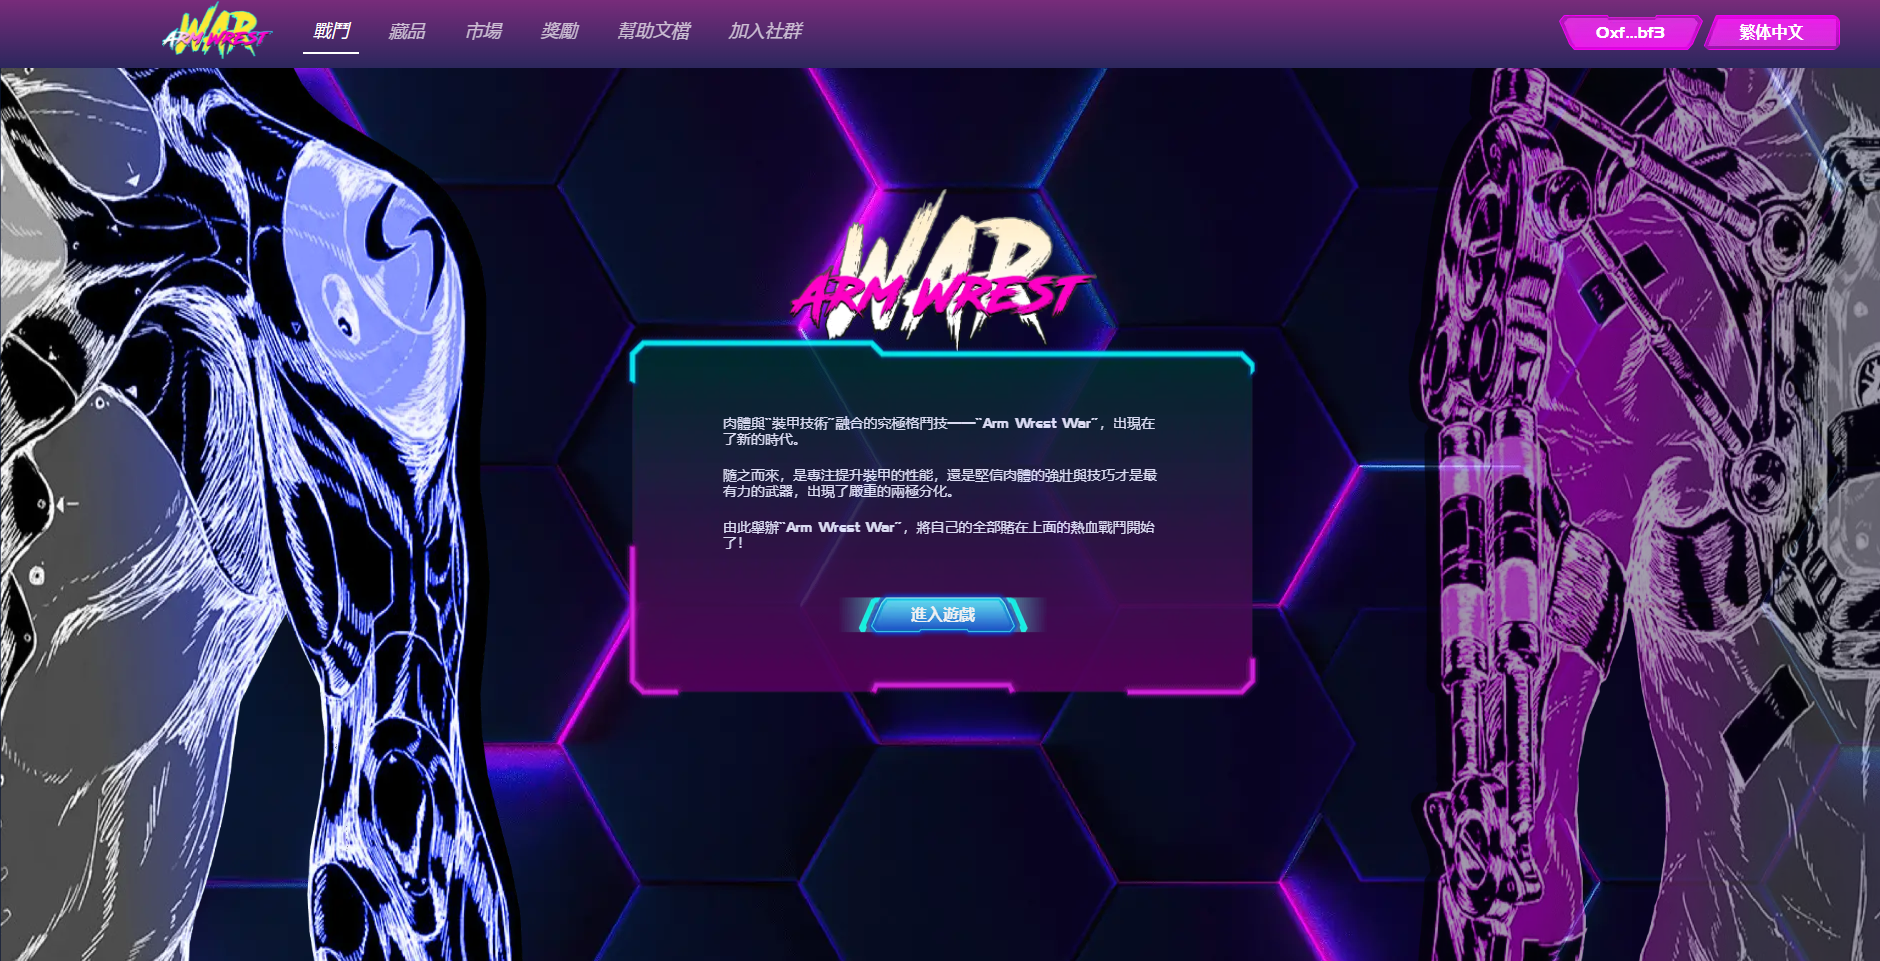 WAR
ARM WREST
戰鬥
藏品
市場
獎勵
幫助文檔
加入社群
0xf...bf3
繁体中文
WAR
ARM WREST
肉體與“裝甲技術”融合的究極格鬥技——“Arm Wrest War”，出現在
了新的時代。
隨之而來，是專注提升裝甲的性能，還是堅信肉體的強壯與技巧才是最
有力的武器，出現了嚴重的兩極分化。
由此舉辦“Arm Wrest War”，將自己的全部賭在上面的熱血戰鬥開始
了！
進入遊戲